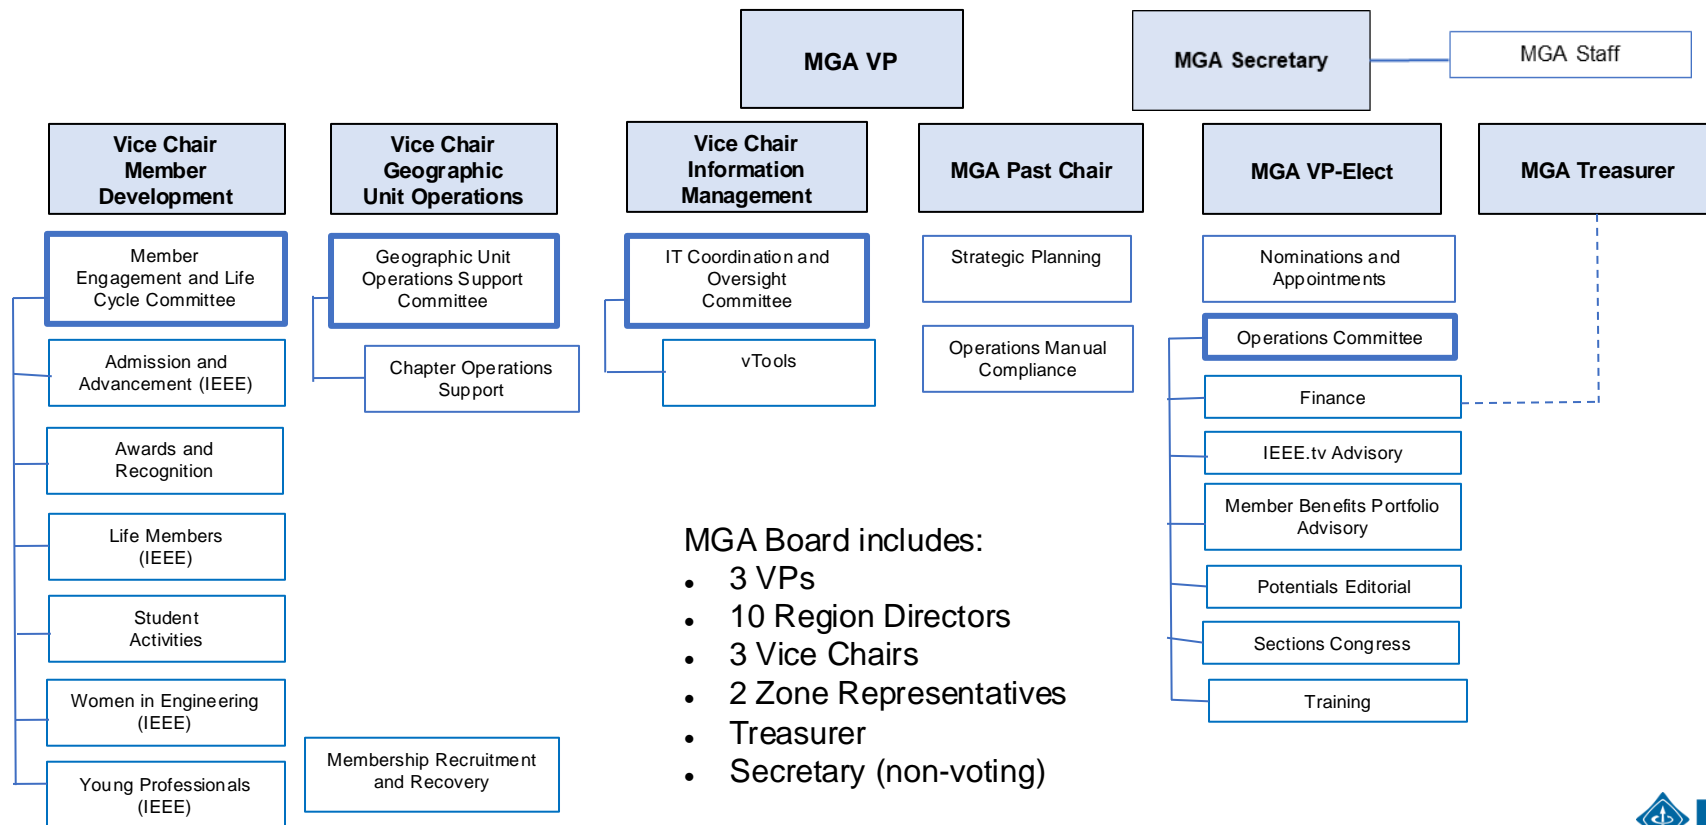 MGA VP
MGA Secretary
MGA Staff
Vice Chair
Member
Development
Vice Chair
Geographic
Unit Operations
Vice Chair
Information
Management
MGA Past Chair
MGA VP-Elect
MGA Treasurer
Member
Engagement and Life
Cycle Committee
Admission and
Advancement (IEEE)
Awards and
Recognition
Life Members
(IEEE)
Student
Activities
Women in Engineering
(IEEE)
Young Professionals
(IEEE)
Geographic Unit
Operations Support
Committee
Chapter Operations
Support
Membership Recruitment
and Recovery
IT Coordination and
Oversight
Committee
vTools
Strategic Planning
Operations Manual
Compliance
Nominations and
Appointments
Operations Committee
Finance
IEEE.tv Advisory
Member Benefits Portfolio
Advisory
Potentials Editorial
Sections Congress
Training
MGA Board includes:
• 3 VPs
• 10 Region Directors
• 3 Vice Chairs
• 2 Zone Representatives
• Treasurer
• Secretary (non-voting)